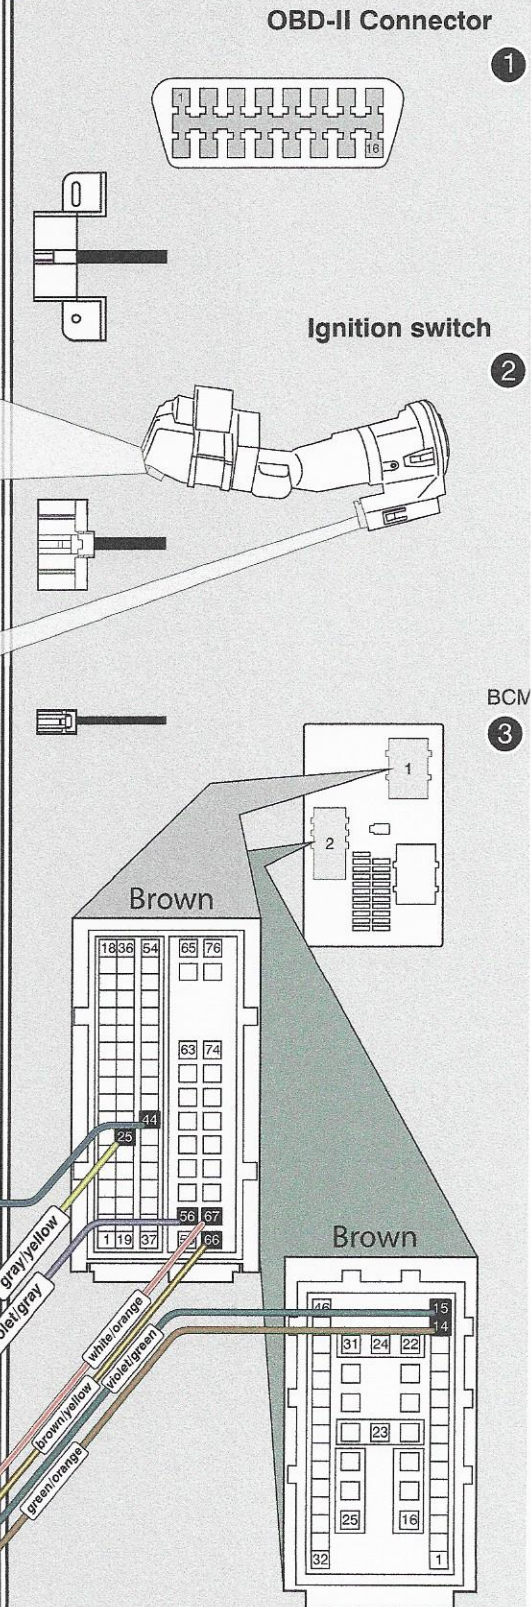 OBD-II Connector
1
1
16
Ignition switch
2
BCM
3
1
2
Brown
18 36 54 65 76
63 74
44
25
56 67
1 19 37 66
gray/yellow
olet/gray
white/orange
violet/green
brown/yellow
green/orange
Brown
46 15
14
31 24 22
23
25 16
32 1